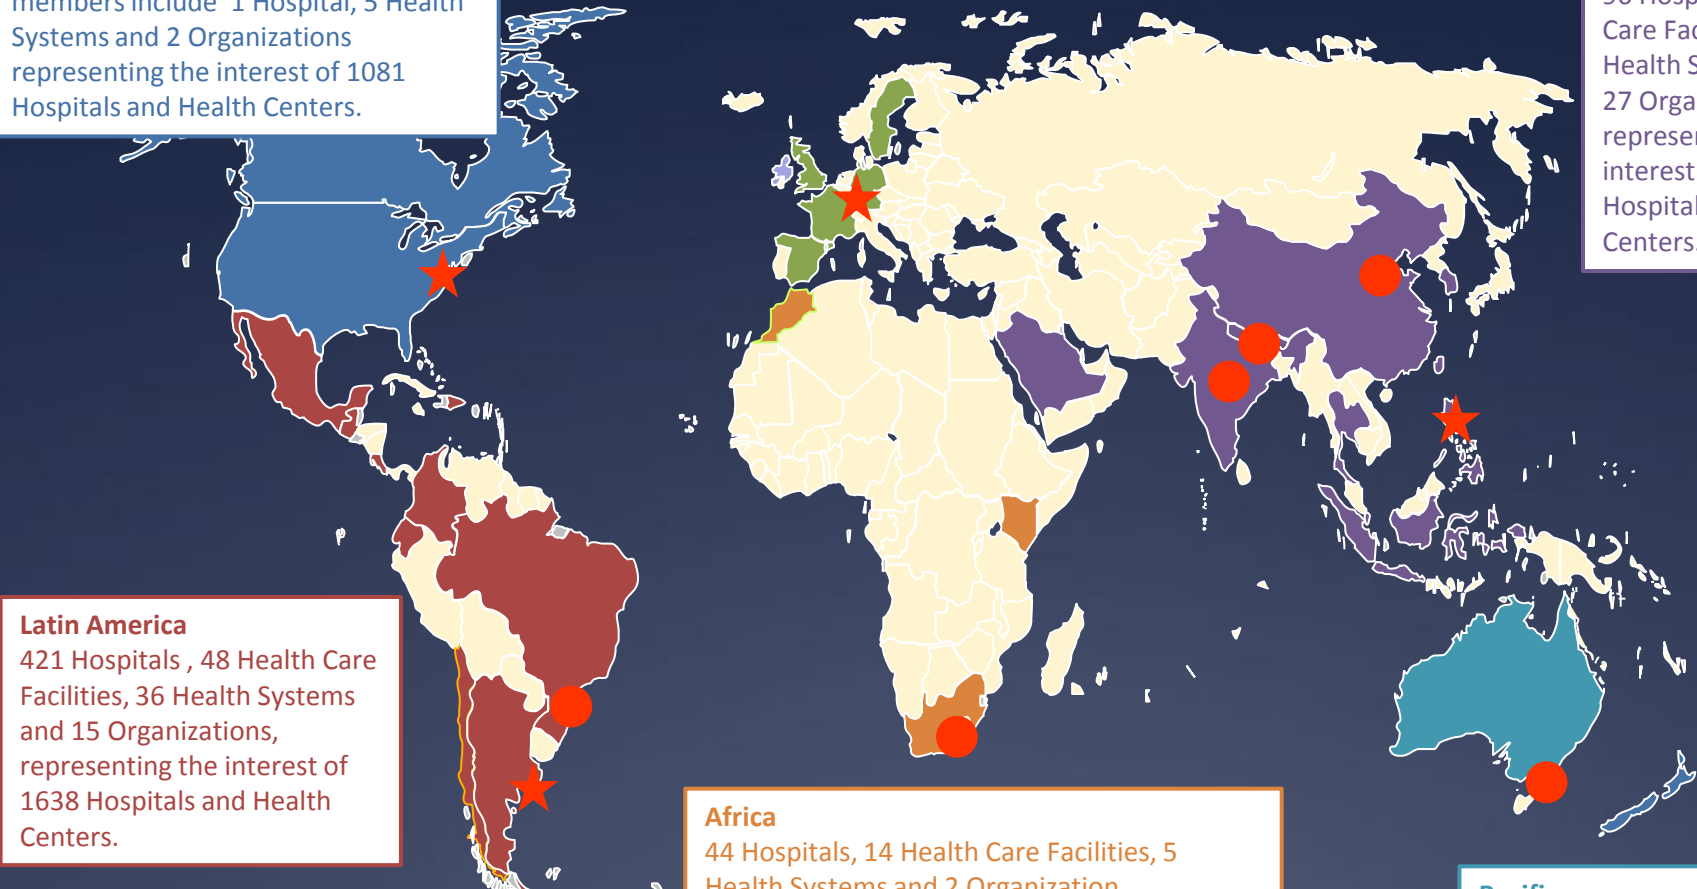 members include 1 Hospital, 5 Health
Systems and 2 Organizations
representing the interest of 1081
Hospitals and Health Centers.
Care Fac
Health S
27 Orga
represen
interest
Hospital
Centers.
Latin America
421 Hospitals , 48 Health Care
Facilities, 36 Health Systems
and 15 Organizations,
representing the interest of
1638 Hospitals and Health
Centers.
Africa
44 Hospitals, 14 Health Care Facilities, 5
Health Systems and 2 Organization